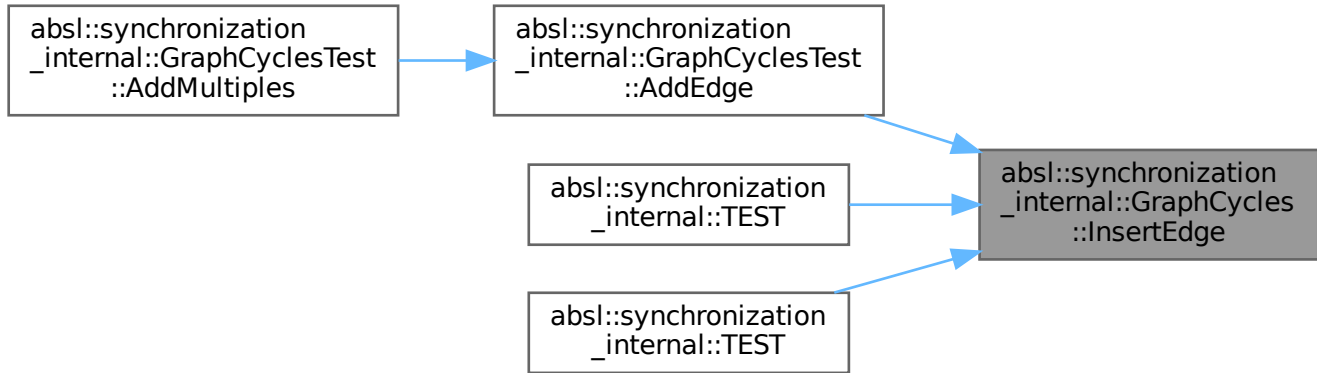 absl::synchronization
_internal::GraphCyclesTest
::AddMultiples
absl::synchronization
_internal::GraphCyclesTest
::AddEdge
absl::synchronization
_internal::TEST
absl::synchronization
_internal::TEST
absl::synchronization
_internal::GraphCycles
::InsertEdge